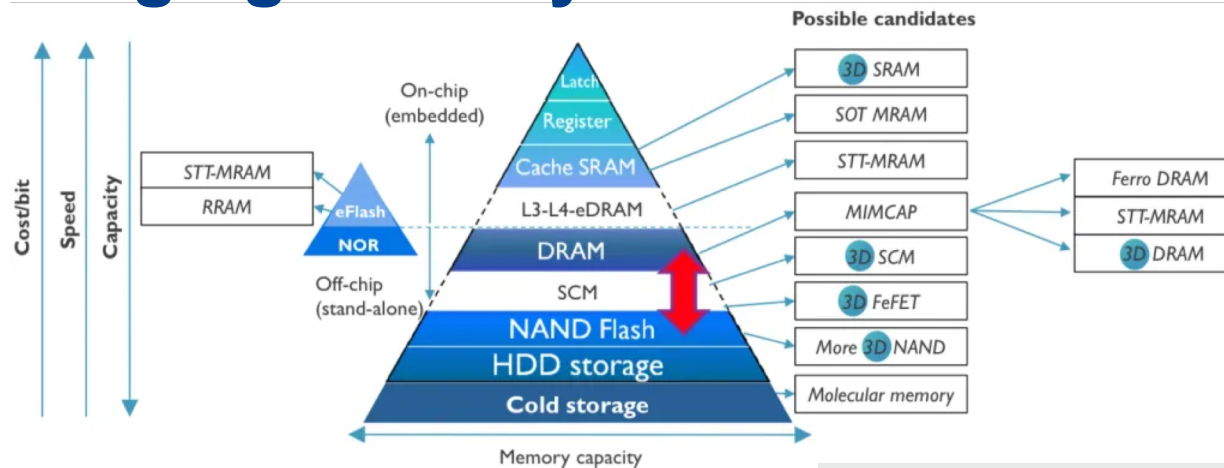 Possible candidates
Cost/bit
Speed
Capacity
STT-MRAM
RRAM
eFlash
NOR
On-chip
(embedded)
Off-chip
(stand-alone)
Latch
Register
Cache SRAM
L3-L4-eDRAM
DRAM
SCM
NAND Flash
HDD storage
Cold storage
Memory capacity
3D SRAM
SOT MRAM
STT-MRAM
MIMCAP
3D SCM
3D FeFET
More 3D NAND
Molecular memory
Ferro DRAM
STT-MRAM
3D DRAM